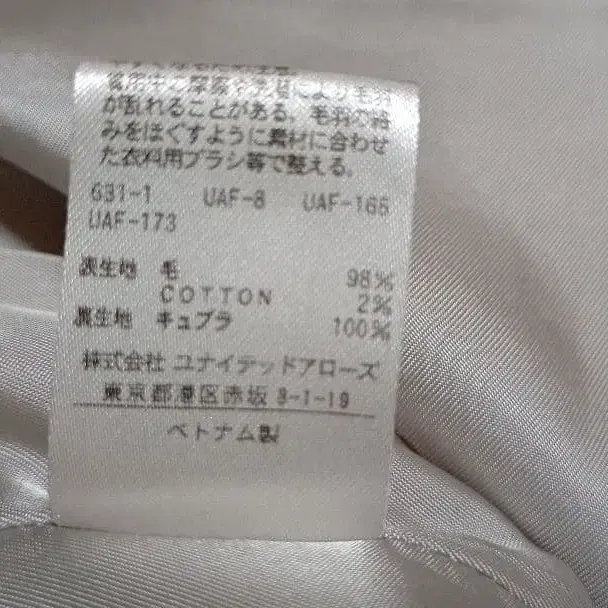 着用中の摩擦や洗濯により毛羽
が乱れることがある。毛羽の絡
みをほぐすように素材に合わせ
た衣料用ブラシ等で整える。
631-1 UAF-8 UAF-165
UAF-173
表生地 毛 98%
COTTON 2%
裏生地 キュプラ 100%
株式会社 ユナイテッドアローズ
東京都港区赤坂 8-1-19
ベトナム製